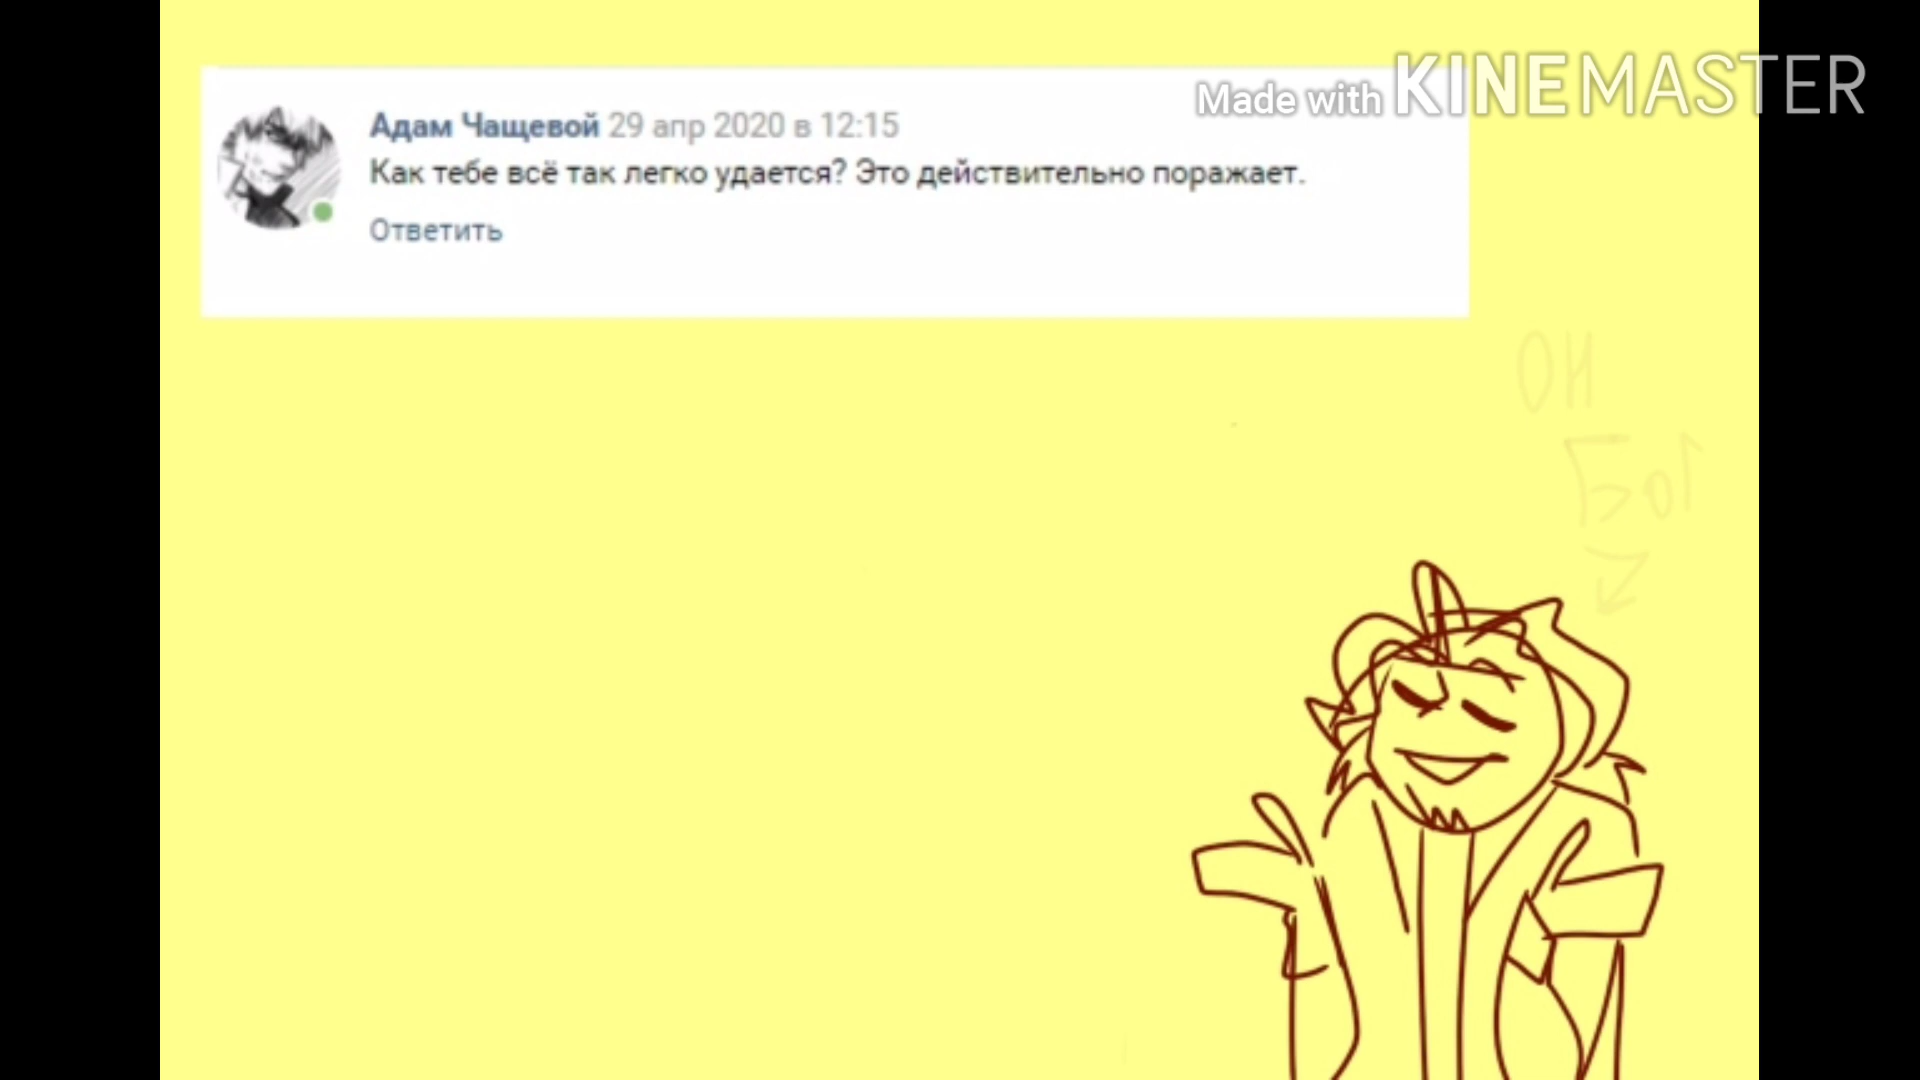 Made with KINEMASTER
Адам Чащевой 29 апр 2020 в 12:15
Как тебе всё так легко удается? Это действительно поражает.
Ответить
ОН
БОГ